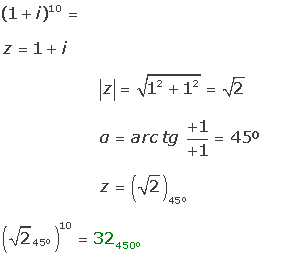 (1+i)¹⁰ =
z = 1 + i
|z| = √(1² + 1²) = √2
a = arc tg +1/+1 = 45º
z = (√2)₄₅º
(√2 ₄₅º)¹⁰ = 32₄₅₀º